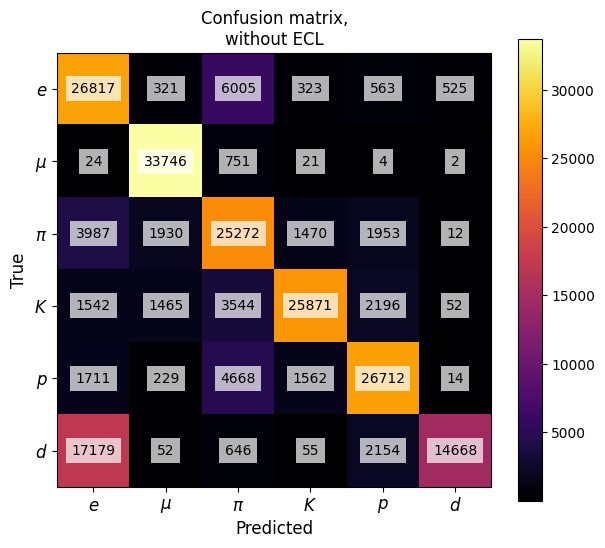 Confusion matrix,
without ECL
e 26817 321 6005 323 563 525
μ 24 33746 751 21 4 2
π 3987 1930 25272 1470 1953 12
K 1542 1465 3544 25871 2196 52
p 1711 229 4668 1562 26712 14
d 17179 52 646 55 2154 14668
e μ π K p d
Predicted
True
30000
25000
20000
15000
10000
5000